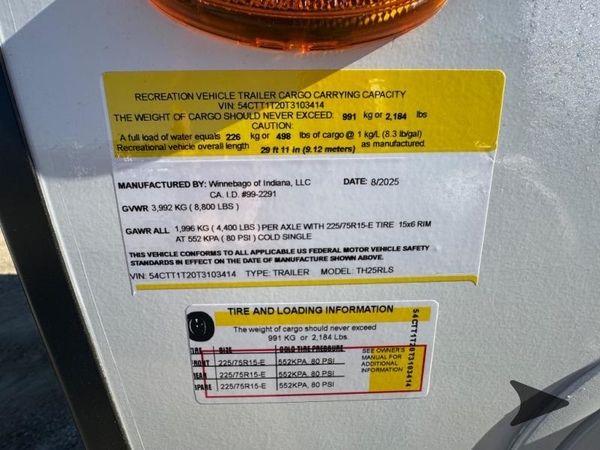 RECREATION VEHICLE TRAILER CARGO CARRYING CAPACITY
VIN: 54CTT1T20T3103414
THE WEIGHT OF CARGO SHOULD NEVER EXCEED: 991 kg or 2,184 lbs
CAUTION:
A full load of water equals 226 kg or 498 lbs of cargo @ 1 kg/L (8.3 lb/gal)
Recreational vehicle overall length 29 ft 11 in (9.12 meters) as manufactured.
MANUFACTURED BY: Winnebago of Indiana, LLC DATE: 8/2025
CA. I.D. #99-2291
GVWR 3,992 KG ( 8,800 LBS )
GAWR ALL 1,996 KG ( 4,400 LBS ) PER AXLE WITH 225/75R15-E TIRE 15x6 RIM
AT 552 KPA ( 80 PSI ) COLD SINGLE
THIS VEHICLE CONFORMS TO ALL APPLICABLE US FEDERAL MOTOR VEHICLE SAFETY
STANDARDS IN EFFECT ON THE DATE OF MANUFACTURE SHOWN ABOVE.
VIN: 54CTT1T20T3103414 TYPE: TRAILER MODEL: TH25RLS
TIRE AND LOADING INFORMATION
The weight of cargo should never exceed
991 KG or 2,184 Lbs.
SIZE COLD TIRE PRESSURE
RONT 225/75R15-E 552KPA, 80 PSI
REAR 225/75R15-E 552KPA, 80 PSI
SPARE 225/75R15-E 552KPA, 80 PSI
SEE OWNER'S
MANUAL FOR
ADDITIONAL
INFORMATION
54CTT1T20T3103414